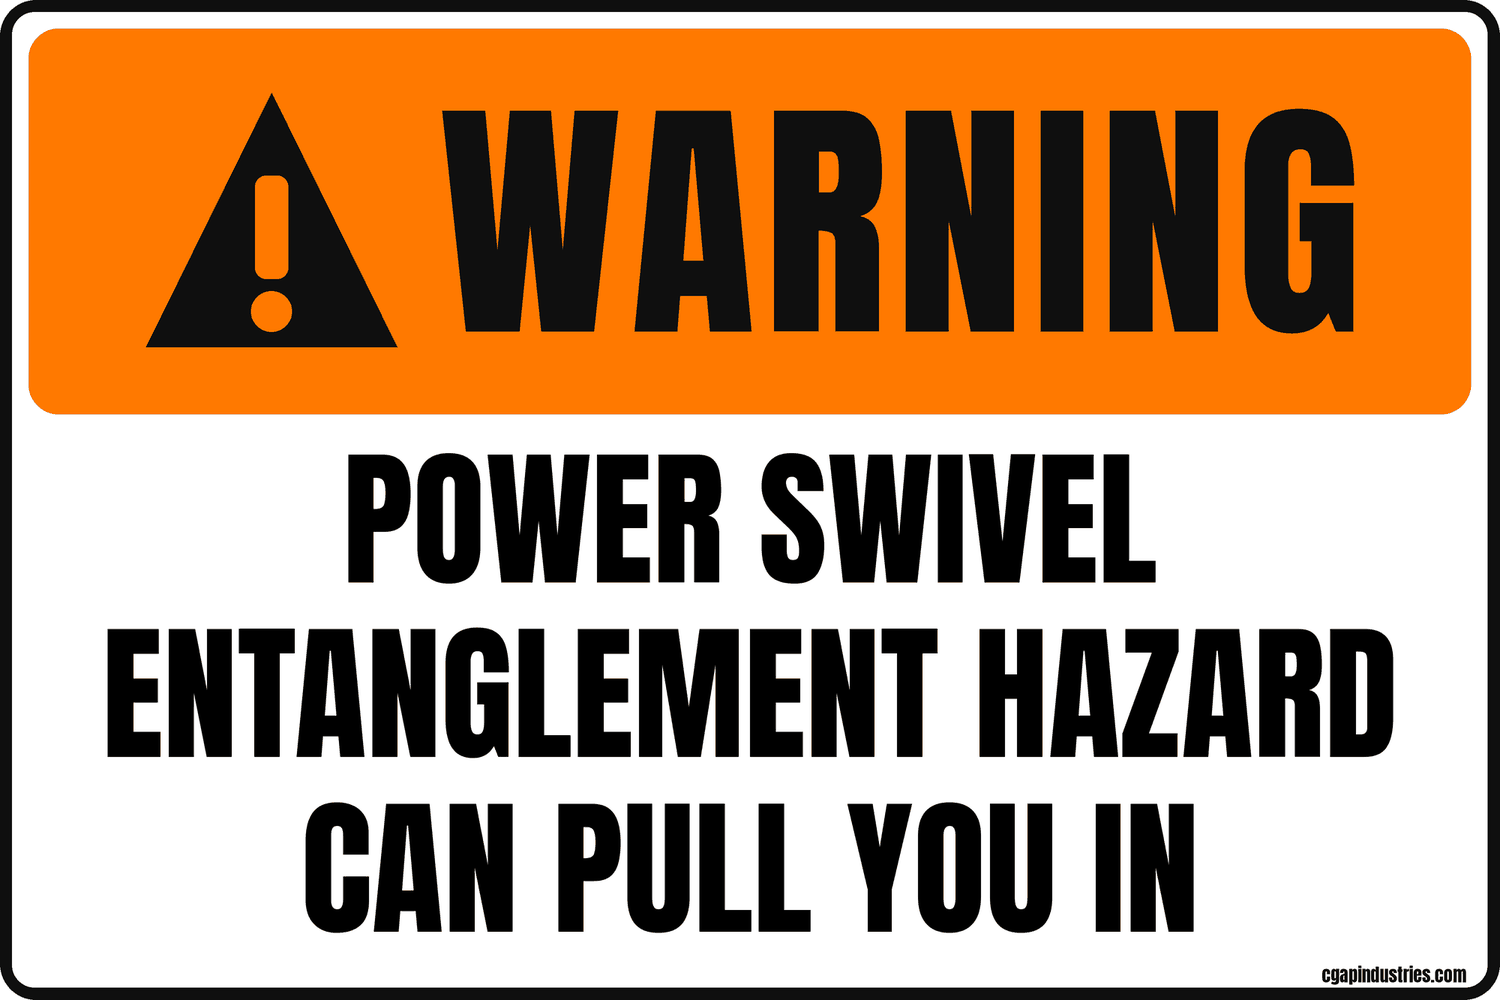 WARNING
POWER SWIVEL
ENTANGLEMENT HAZARD
CAN PULL YOU IN
cgapindustries.com